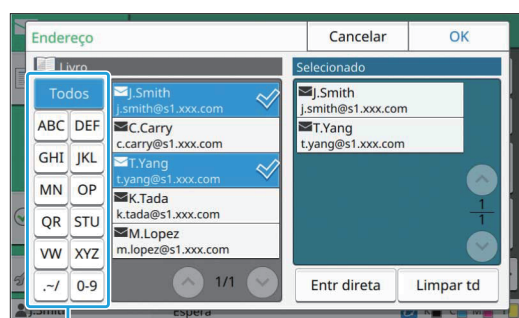 Endereço
Cancelar
OK
Livro
Selecionado
Todos
ABC DEF
GHI JKL
MN OP
QR STU
VW XYZ
.~/ 0-9
J.Smith
j.smith@s1.xxx.com
C.Carry
c.carry@s1.xxx.com
T.Yang
t.yang@s1.xxx.com
K.Tada
k.tada@s1.xxx.com
M.Lopez
m.lopez@s1.xxx.com
1/1
J.Smith
j.smith@s1.xxx.com
T.Yang
t.yang@s1.xxx.com
1
1
Entr direta
Limpar td
J.Smith
Espera